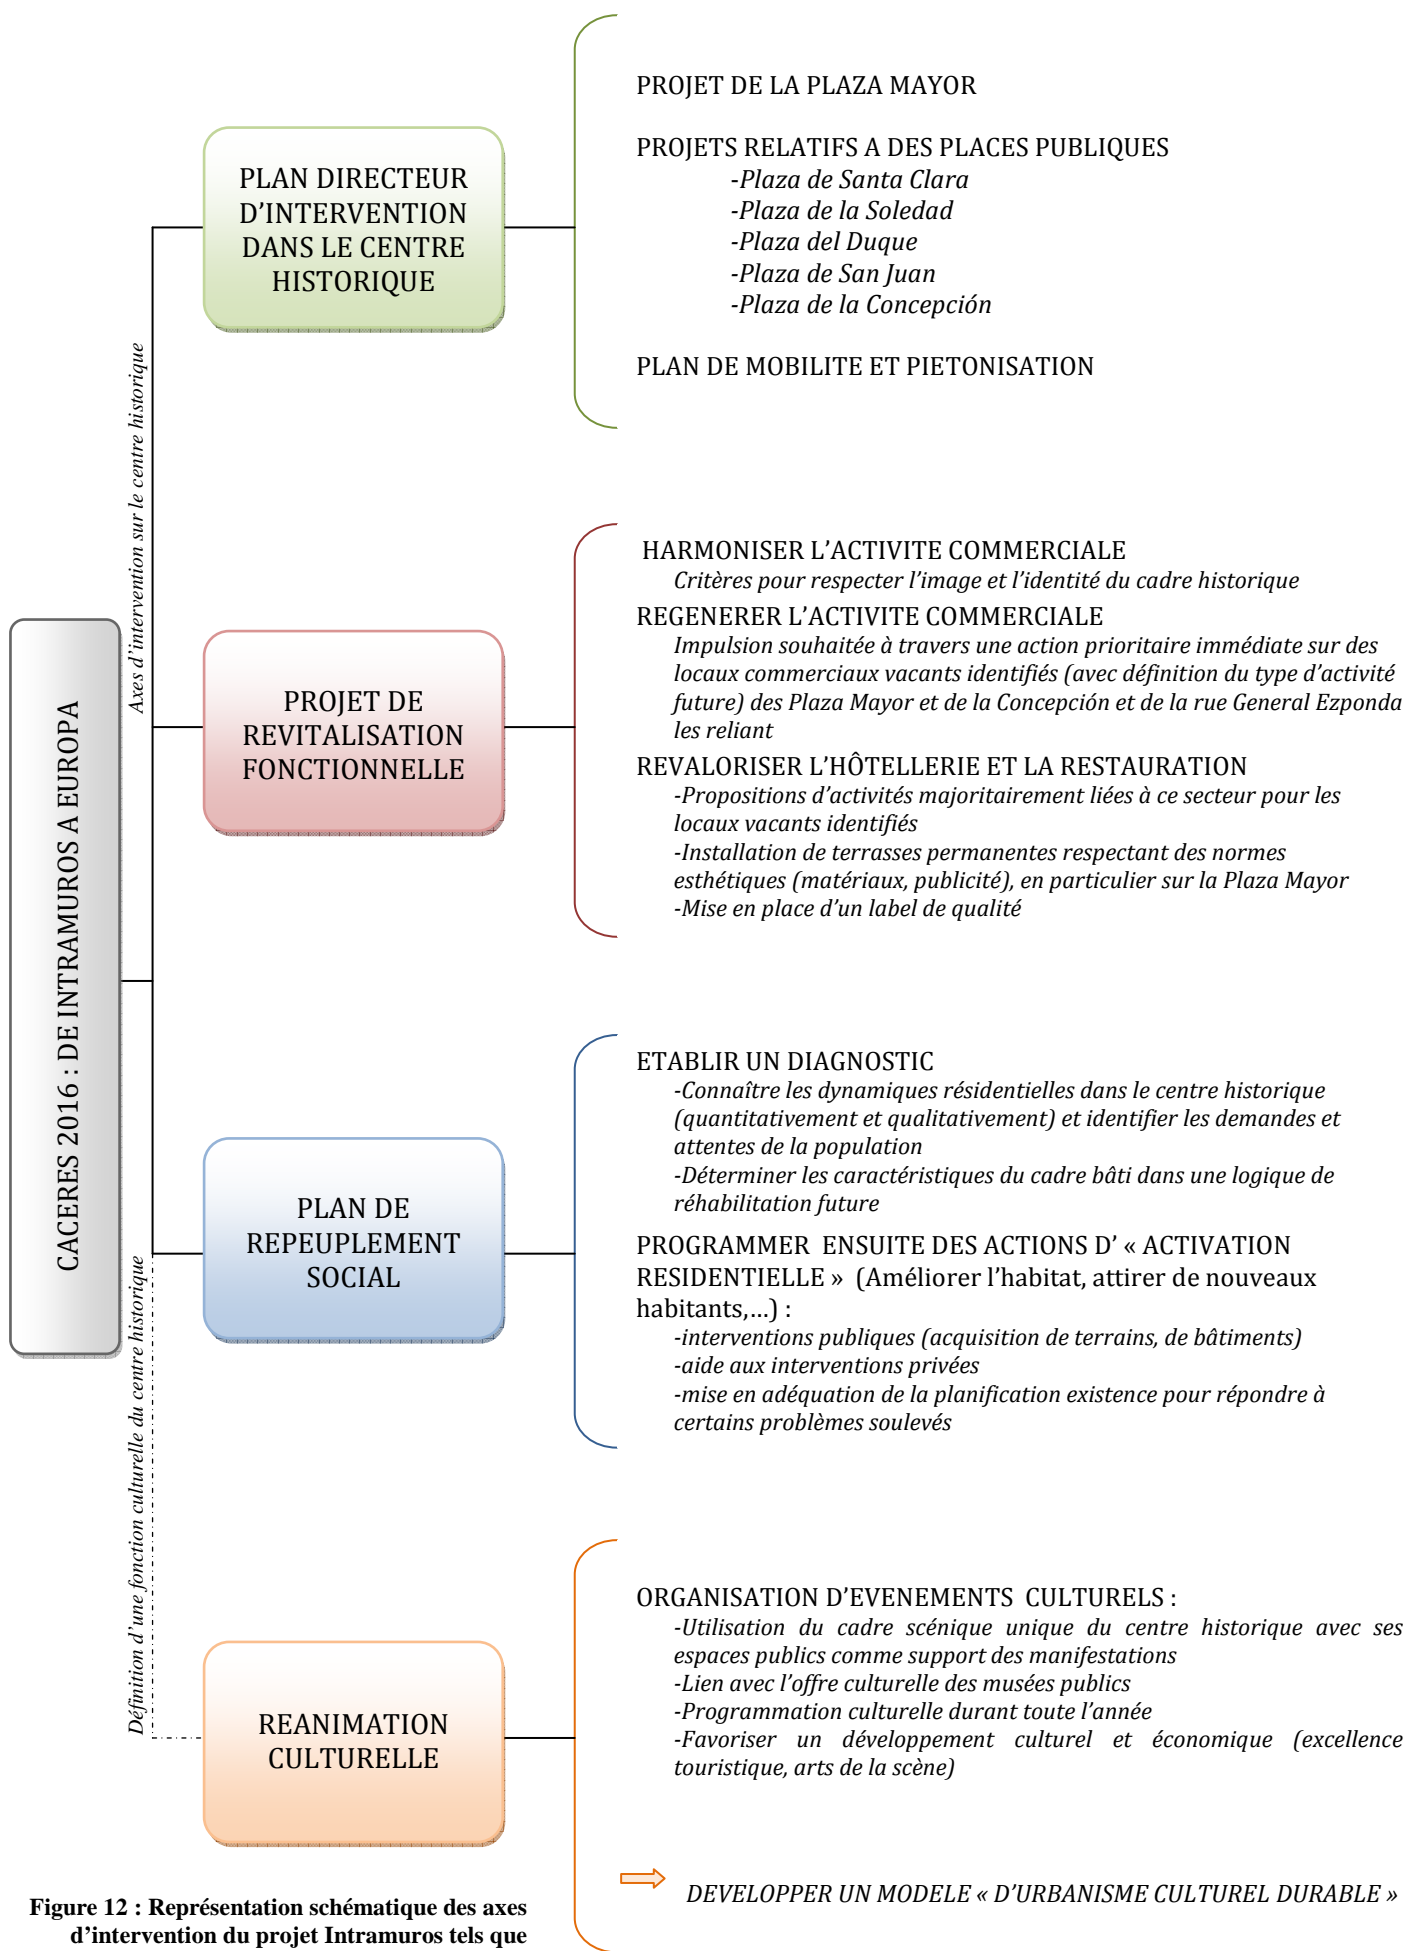 CACERES 2016 : DE INTRAMUROS A EUROPA
Axes d’intervention sur le centre historique
Définition d’une fonction culturelle du centre historique
PLAN DIRECTEUR
D’INTERVENTION
DANS LE CENTRE
HISTORIQUE
PROJET DE LA PLAZA MAYOR
PROJETS RELATIFS A DES PLACES PUBLIQUES
-Plaza de Santa Clara
-Plaza de la Soledad
-Plaza del Duque
-Plaza de San Juan
-Plaza de la Concepción
PLAN DE MOBILITE ET PIETONISATION
PROJET DE
REVITALISATION
FONCTIONNELLE
HARMONISER L’ACTIVITE COMMERCIALE
Critères pour respecter l’image et l’identité du cadre historique
REGENERER L’ACTIVITE COMMERCIALE
Impulsion souhaitée à travers une action prioritaire immédiate sur des
locaux commerciaux vacants identifiés (avec définition du type d’activité
future) des Plaza Mayor et de la Concepción et de la rue General Ezponda
les reliant
REVALORISER L’HÔTELLERIE ET LA RESTAURATION
-Propositions d’activités majoritairement liées à ce secteur pour les
locaux vacants identifiés
-Installation de terrasses permanentes respectant des normes
esthétiques (matériaux, publicité), en particulier sur la Plaza Mayor
-Mise en place d’un label de qualité
PLAN DE
REPEUPLEMENT
SOCIAL
ETABLIR UN DIAGNOSTIC
-Connaître les dynamiques résidentielles dans le centre historique
(quantitativement et qualitativement) et identifier les demandes et
attentes de la population
-Déterminer les caractéristiques du cadre bâti dans une logique de
réhabilitation future
PROGRAMMER ENSUITE DES ACTIONS D’ « ACTIVATION
RESIDENTIELLE » (Améliorer l’habitat, attirer de nouveaux
habitants,…) :
-interventions publiques (acquisition de terrains, de bâtiments)
-aide aux interventions privées
-mise en adéquation de la planification existence pour répondre à
certains problèmes soulevés
REANIMATION
CULTURELLE
ORGANISATION D’EVENEMENTS CULTURELS :
-Utilisation du cadre scénique unique du centre historique avec ses
espaces publics comme support des manifestations
-Lien avec l’offre culturelle des musées publics
-Programmation culturelle durant toute l’année
-Favoriser un développement culturel et économique (excellence
touristique, arts de la scène)
DEVELOPPER UN MODELE « D’URBANISME CULTUREL DURABLE »
Figure 12 : Représentation schématique des axes
d’intervention du projet Intramuros tels que